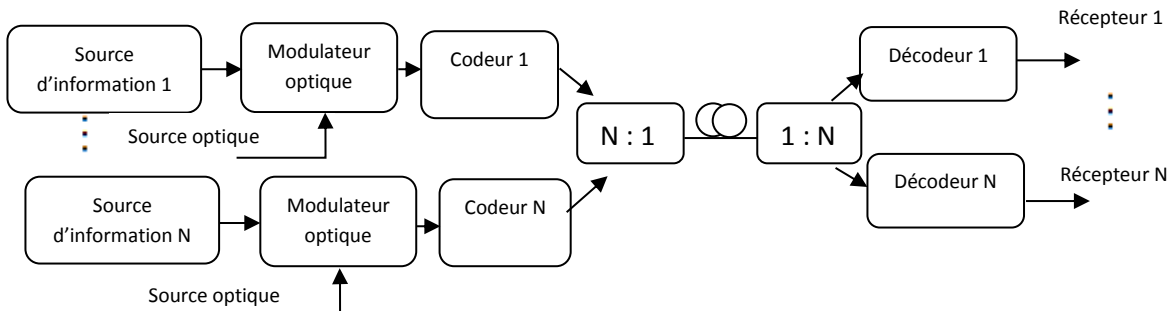 Récepteur 1
Source
d’information 1
Modulateur
optique
Codeur 1
Décodeur 1
Source optique
N : 1
1 : N
Source
d’information N
Modulateur
optique
Codeur N
Décodeur N
Récepteur N
Source optique